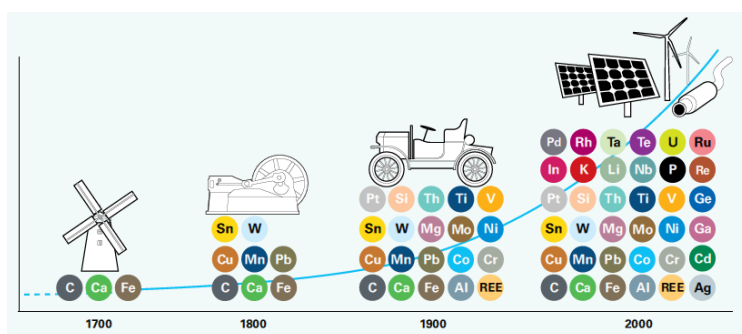 Pd Rh Ta Te U Ru
In K Li Nb P Re
Pt Si Th Ti V Pt Si Th Ti V Ge
Sn W Sn W Mg Mo Ni Sn W Mg Mo Ni Ga
Cu Mn Pb Cu Mn Pb Co Cr Cu Mn Pb Co Cr Cd
C Ca Fe C Ca Fe C Ca Fe Al REE C Ca Fe Al REE Ag
1700 1800 1900 2000